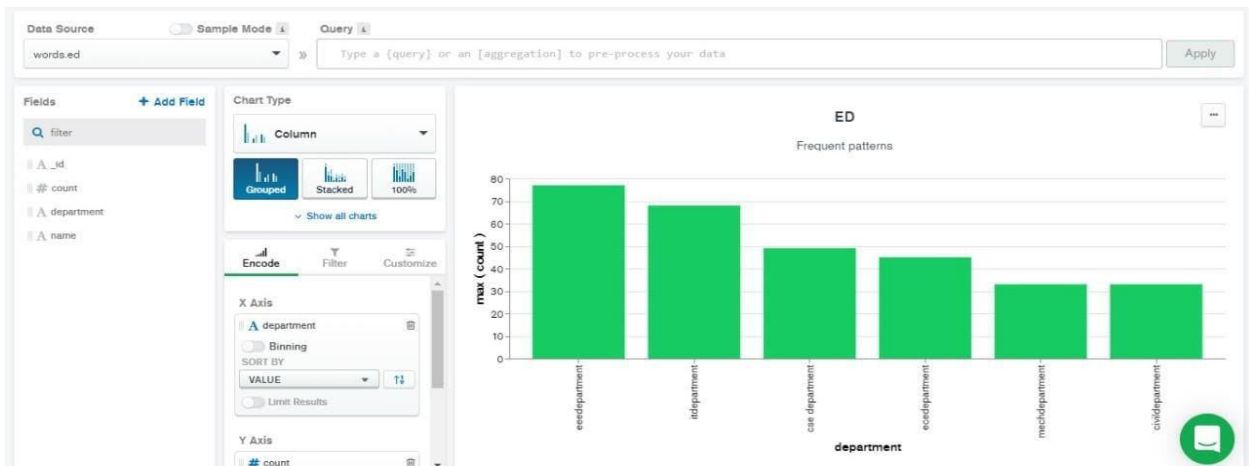 Data Source
Sample Mode i
Query i
words.ed
»
Type a {query} or an [aggregation] to pre-process your data
Apply
Fields
+ Add Field
filter
A _id
# count
A department
A name
Chart Type
Column
Grouped
Stacked
100%
Show all charts
Encode
Filter
Customize
X Axis
A department
Binning
SORT BY
VALUE
Limit Results
Y Axis
# count
ED
...
Frequent patterns
max ( count )
80
70
60
50
40
30
20
10
0
eeedepartment
itdepartment
cse department
ecedepartment
mechdepartment
civildepartment
department